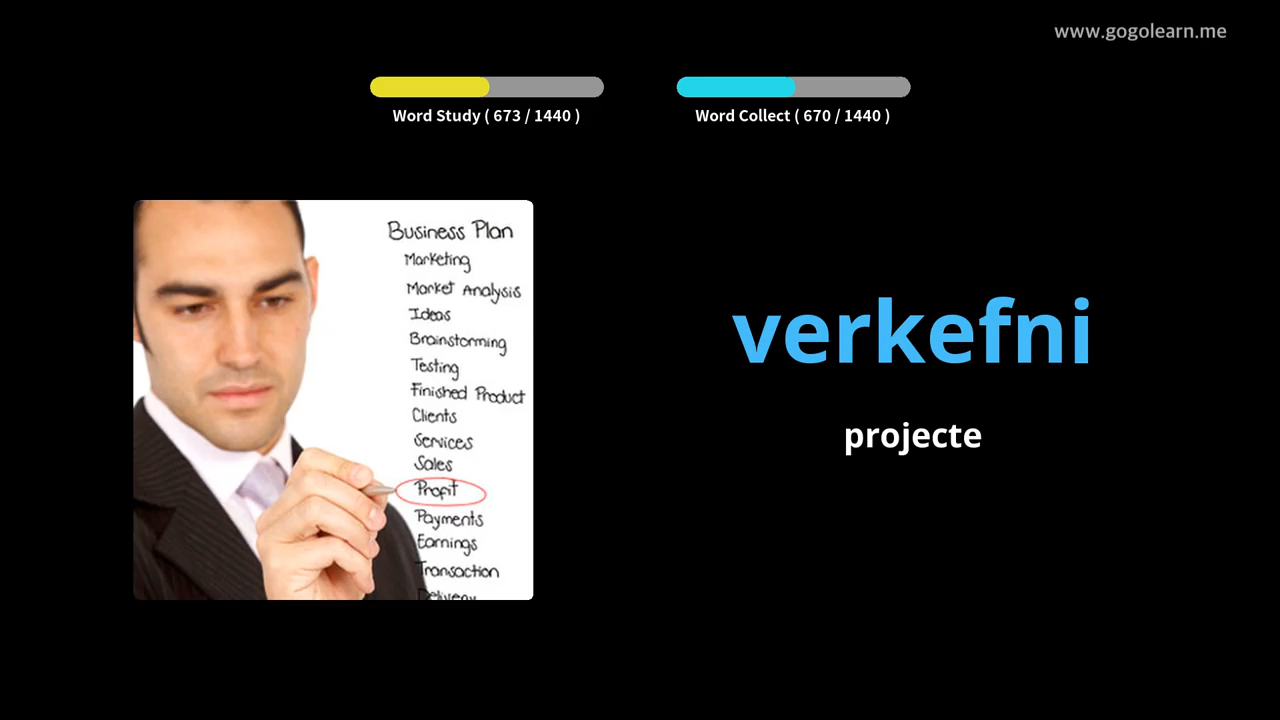 www.gogolearn.me
Word Study ( 673 / 1440 )
Word Collect ( 670 / 1440 )
Business Plan
Marketing
Market Analysis
Ideas
Brainstorming
Testing
Finished Product
Clients
Services
Sales
Profit
Payments
Earnings
Transaction
Delivery
verkefni
projecte